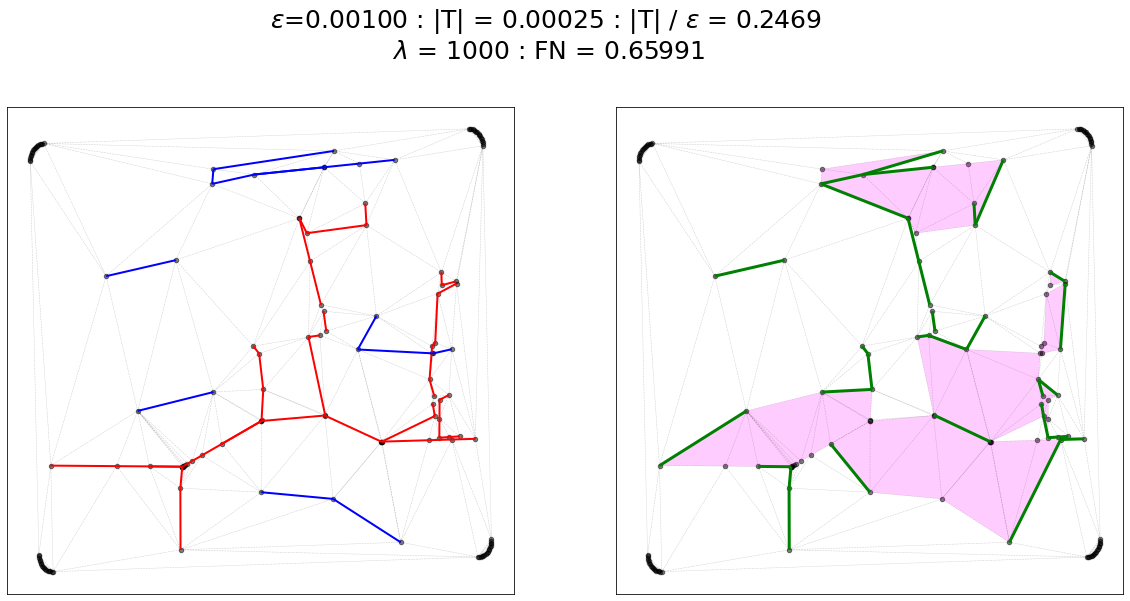 ε=0.00100 : |T| = 0.00025 : |T| / ε = 0.2469
λ = 1000 : FN = 0.65991